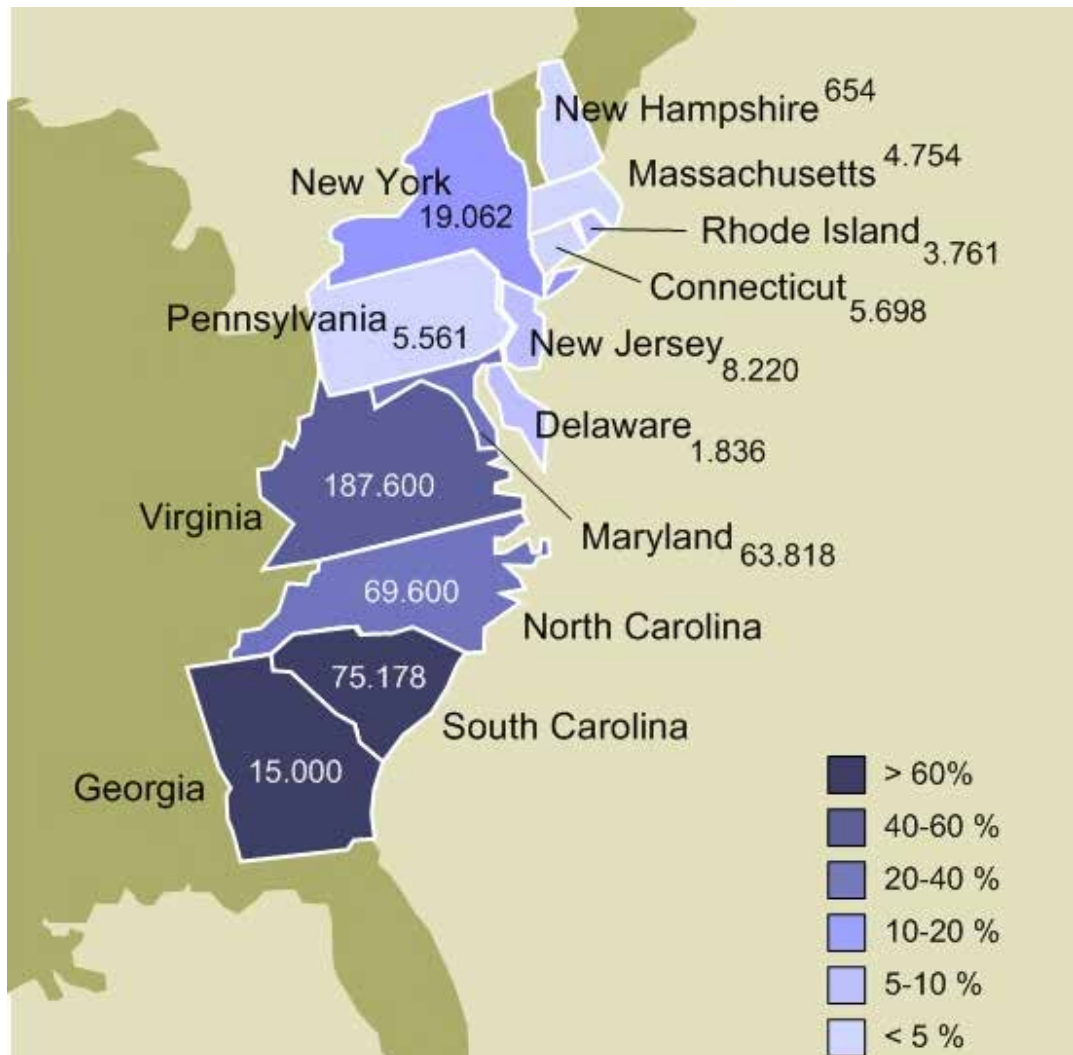 New Hampshire 654
Massachusetts 4.754
New York 19.062
Rhode Island 3.761
Connecticut 5.698
Pennsylvania 5.561
New Jersey 8.220
Delaware 1.836
187.600
Virginia
Maryland 63.818
69.600
North Carolina
75.178
South Carolina
15.000
Georgia
> 60%
40-60 %
20-40 %
10-20 %
5-10 %
< 5 %